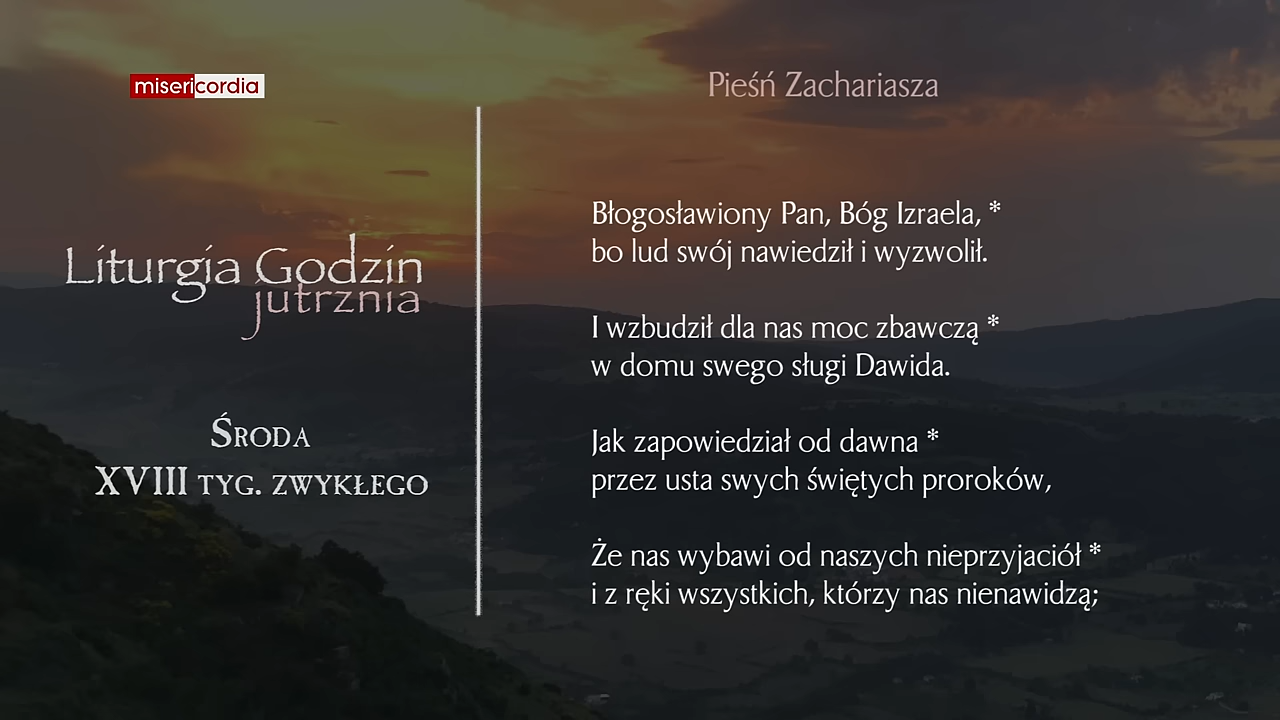 misericordia
Liturgia Godzin
jutrznia
Środa
XVIII tyg. zwykłego
Pieśń Zachariasza
Błogosławiony Pan, Bóg Izraela, *
bo lud swój nawiedził i wyzwolił.
I wzbudził dla nas moc zbawczą *
w domu swego sługi Dawida.
Jak zapowiedział od dawna *
przez usta swych świętych proroków,
Że nas wybawi od naszych nieprzyjaciół *
i z ręki wszystkich, którzy nas nienawidzą;